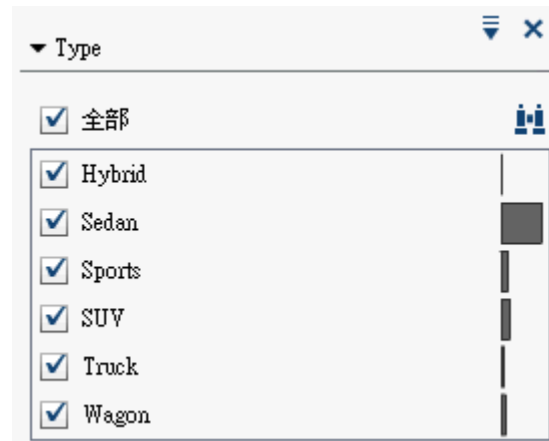 Type
全部
Hybrid
Sedan
Sports
SUV
Truck
Wagon